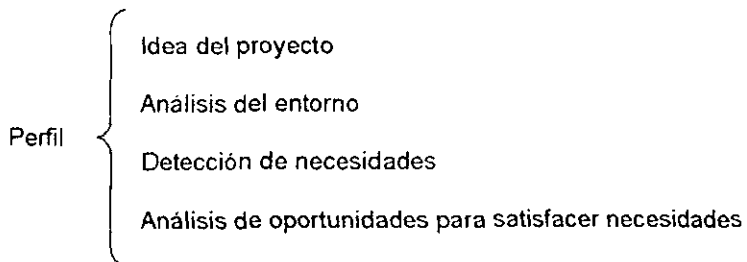 Idea del proyecto
Análisis del entorno
Perfil
Detección de necesidades
Análisis de oportunidades para satisfacer necesidades